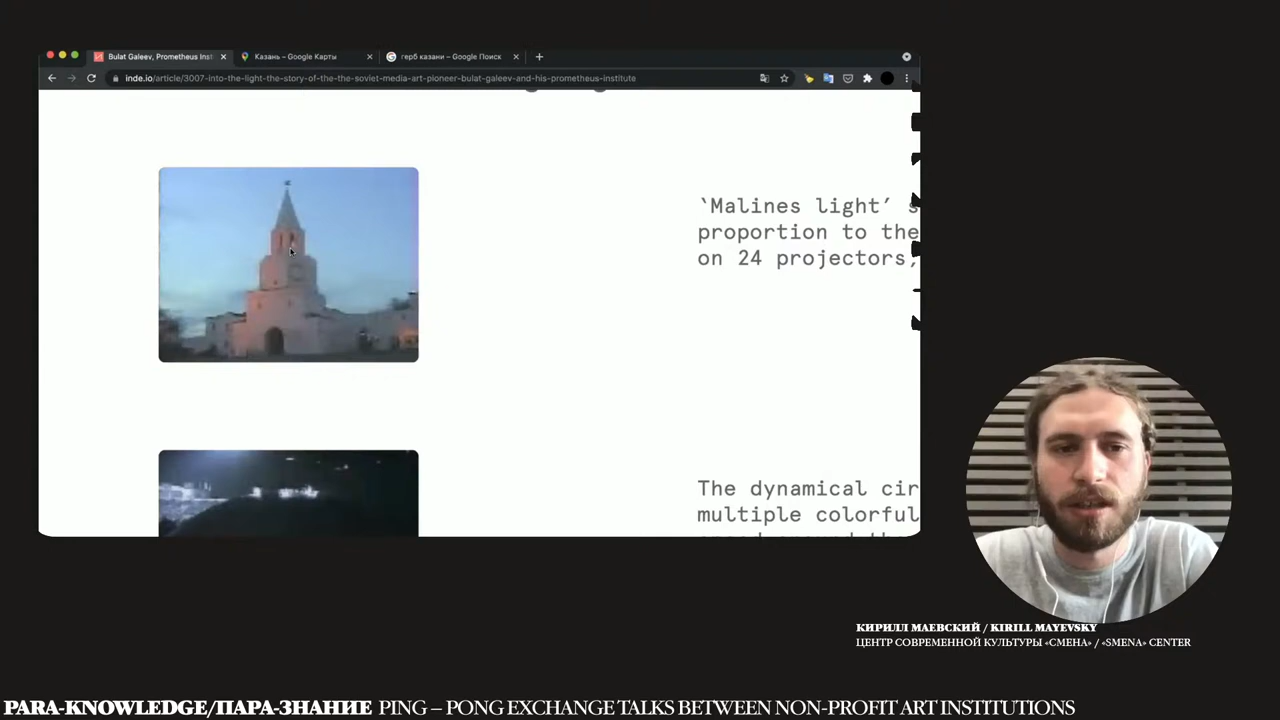 Bulat Galeev, Prometheus Inst
Казань – Google Карты
герб казани – Google Поиск
inde.io/article/3007-into-the-light-the-story-of-the-the-soviet-media-art-pioneer-bulat-galeev-and-his-prometheus-institute
‘Malines light’ s
proportion to the
on 24 projectors,
The dynamical cir
multiple colorful
КИРИЛЛ МАЕВСКИЙ / KIRILL MAYEVSKY
ЦЕНТР СОВРЕМЕННОЙ КУЛЬТУРЫ «СМЕНА» / «SMENA» CENTER
PARA-KNOWLEDGE/ПАРА-ЗНАНИЕ PING – PONG EXCHANGE TALKS BETWEEN NON-PROFIT ART INSTITUTIONS